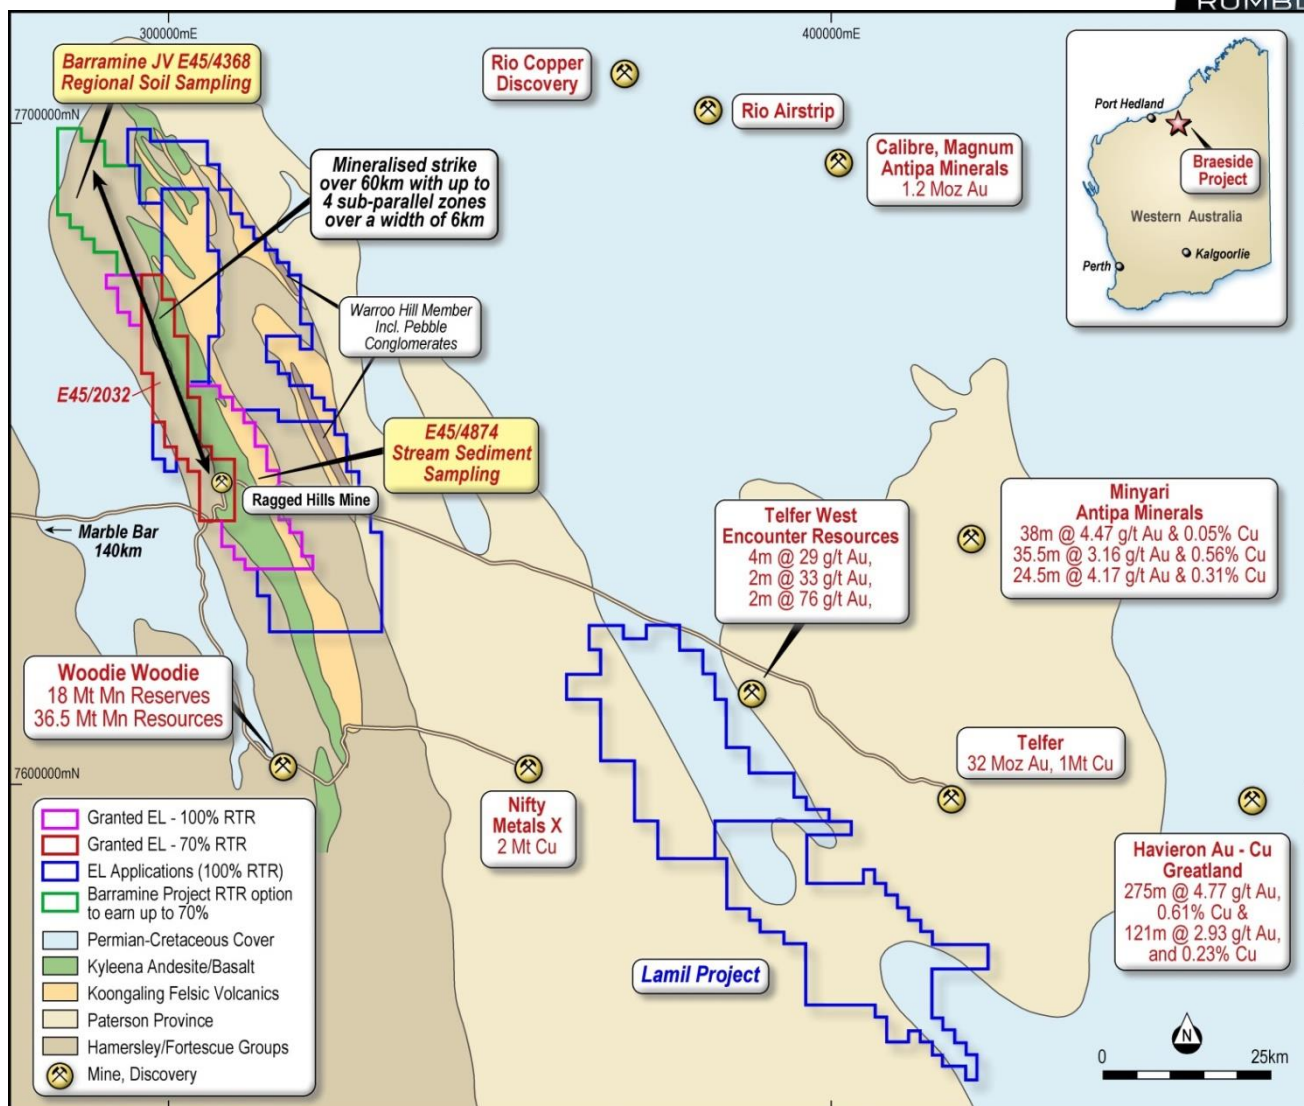 RUMBL
300000mE
400000mE
7700000mN
7600000mN
Barramine JV E45/4368
Regional Soil Sampling
Rio Copper
Discovery
Rio Airstrip
Calibre, Magnum
Antipa Minerals
1.2 Moz Au
Port Hedland
Braeside
Project
Western Australia
Kalgoorlie
Perth
Mineralised strike
over 60km with up to
4 sub-parallel zones
over a width of 6km
Warroo Hill Member
Incl. Pebble
Conglomerates
E45/2032
E45/4874
Stream Sediment
Sampling
Ragged Hills Mine
Marble Bar
140km
Telfer West
Encounter Resources
4m @ 29 g/t Au,
2m @ 33 g/t Au,
2m @ 76 g/t Au,
Minyari
Antipa Minerals
38m @ 4.47 g/t Au & 0.05% Cu
35.5m @ 3.16 g/t Au & 0.56% Cu
24.5m @ 4.17 g/t Au & 0.31% Cu
Woodie Woodie
18 Mt Mn Reserves
36.5 Mt Mn Resources
Telfer
32 Moz Au, 1Mt Cu
Nifty
Metals X
2 Mt Cu
Havieron Au - Cu
Greatland
275m @ 4.77 g/t Au,
0.61% Cu &
121m @ 2.93 g/t Au,
and 0.23% Cu
Lamil Project
Granted EL - 100% RTR
Granted EL - 70% RTR
EL Applications (100% RTR)
Barramine Project RTR option
to earn up to 70%
Permian-Cretaceous Cover
Kyleena Andesite/Basalt
Koongaling Felsic Volcanics
Paterson Province
Hamersley/Fortescue Groups
Mine, Discovery
N
0 25km